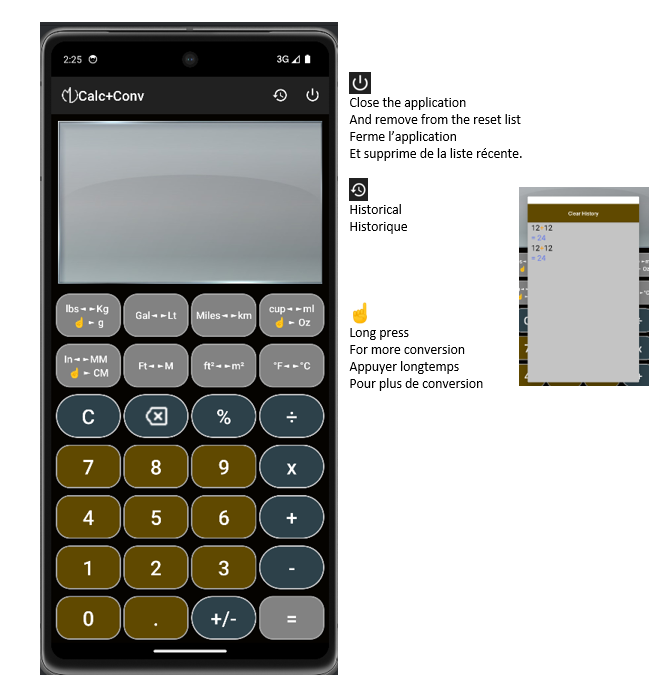 2:25
3G
Calc+Conv
lbs◄ ►Kg
☝ ► g
Gal◄ ►Lt
Miles◄ ►km
cup◄ ►ml
☝ ► Oz
In◄ ►MM
☝ ► CM
Ft◄ ►M
ft²◄ ►m²
°F◄ ►°C
C
%
÷
7
8
9
x
4
5
6
+
1
2
3
-
0
.
+/-
=
Close the application
And remove from the reset list
Ferme l’application
Et supprime de la liste récente.
Historical
Historique
☝
Long press
For more conversion
Appuyer longtemps
Pour plus de conversion
Clear History
12+12
= 24
12+12
= 24